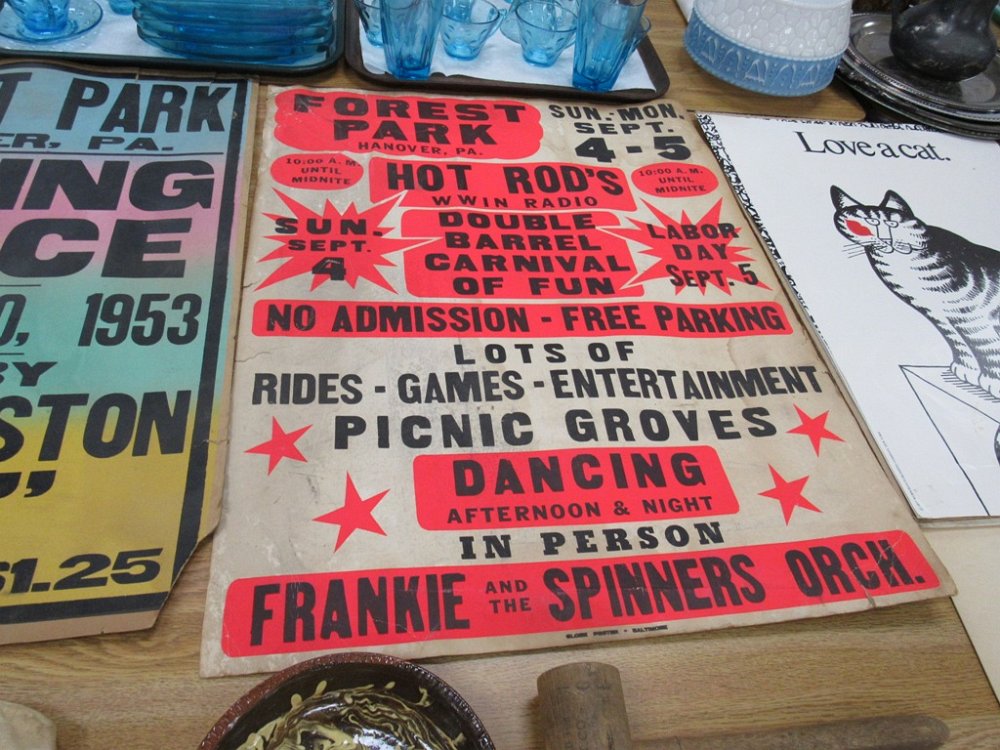 T PARK
ER, PA.
ING
CE
0, 1953
BY
STON
$1.25
FOREST
PARK
HANOVER, PA.
SUN.-MON.
SEPT.
4-5
10:00 A. M.
UNTIL
MIDNITE
HOT ROD'S
WWIN RADIO
10:00 A. M.
UNTIL
MIDNITE
SUN.
SEPT.
4
DOUBLE
BARREL
CARNIVAL
OF FUN
LABOR
DAY
SEPT. 5
NO ADMISSION - FREE PARKING
LOTS OF
RIDES - GAMES - ENTERTAINMENT
PICNIC GROVES
DANCING
AFTERNOON & NIGHT
IN PERSON
FRANKIE AND THE SPINNERS ORCH.
GLOBE POSTER • BALTIMORE
Love a cat.